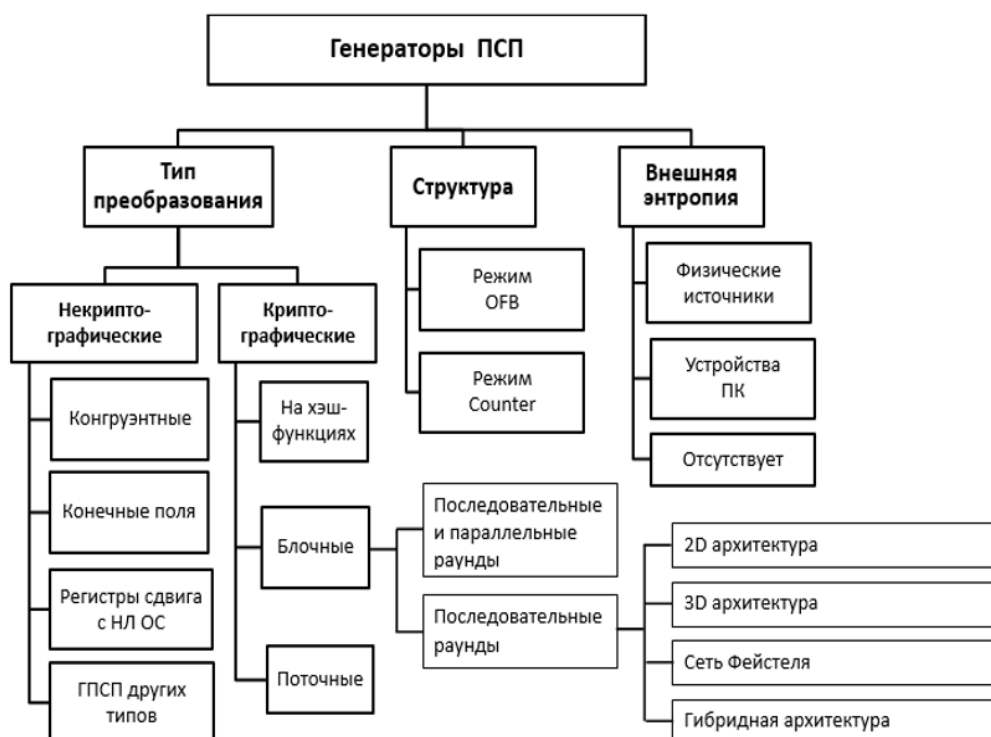 Генераторы ПСП
Тип
преобразования
Структура
Внешняя
энтропия
Некрипто-
графические
Крипто-
графические
Режим
OFB
Физические
источники
Конгруэнтные
На хэш-
функциях
Режим
Counter
Устройства
ПК
Отсутствует
Конечные поля
Блочные
Последовательные
и параллельные
раунды
2D архитектура
Регистры сдвига
с НЛ ОС
Последовательные
раунды
3D архитектура
Сеть Фейстеля
ГПСП других
типов
Поточные
Гибридная архитектура